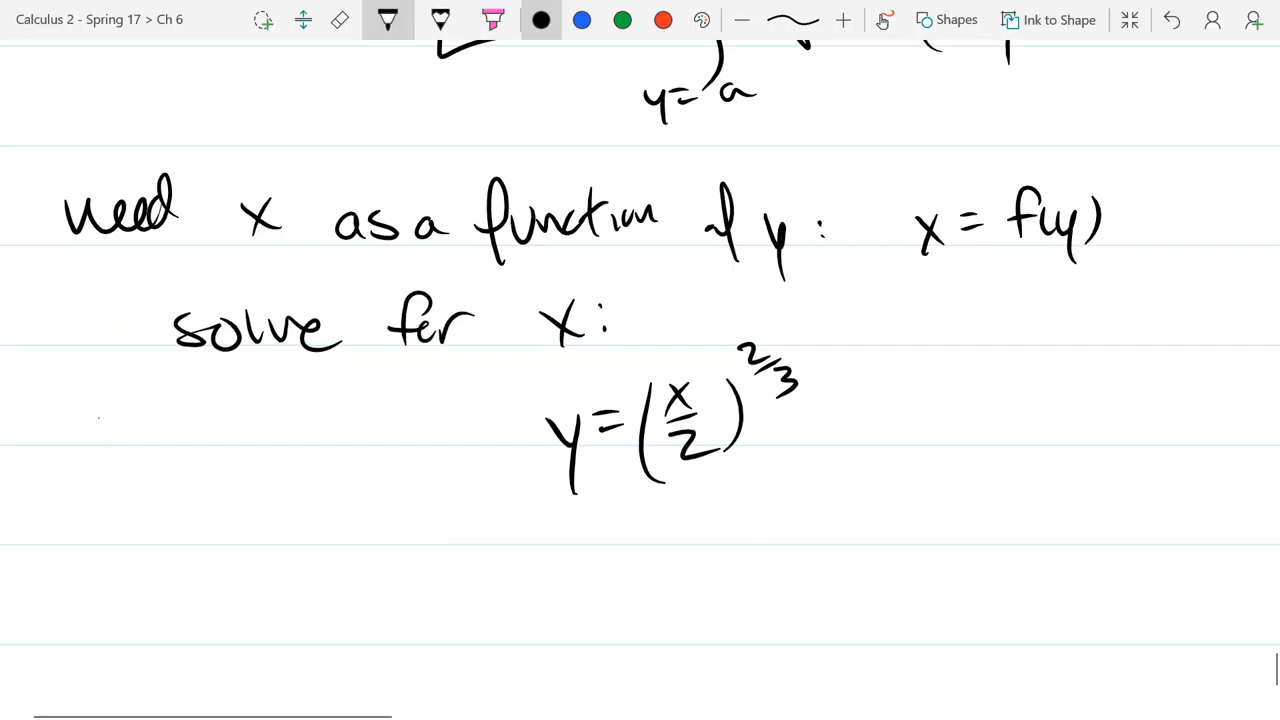 Calculus 2 - Spring 17 > Ch 6 Shapes Ink to Shape
y= a
need x as a function of y: x = f(y)
solve for x:
y=(x/2)^2/3